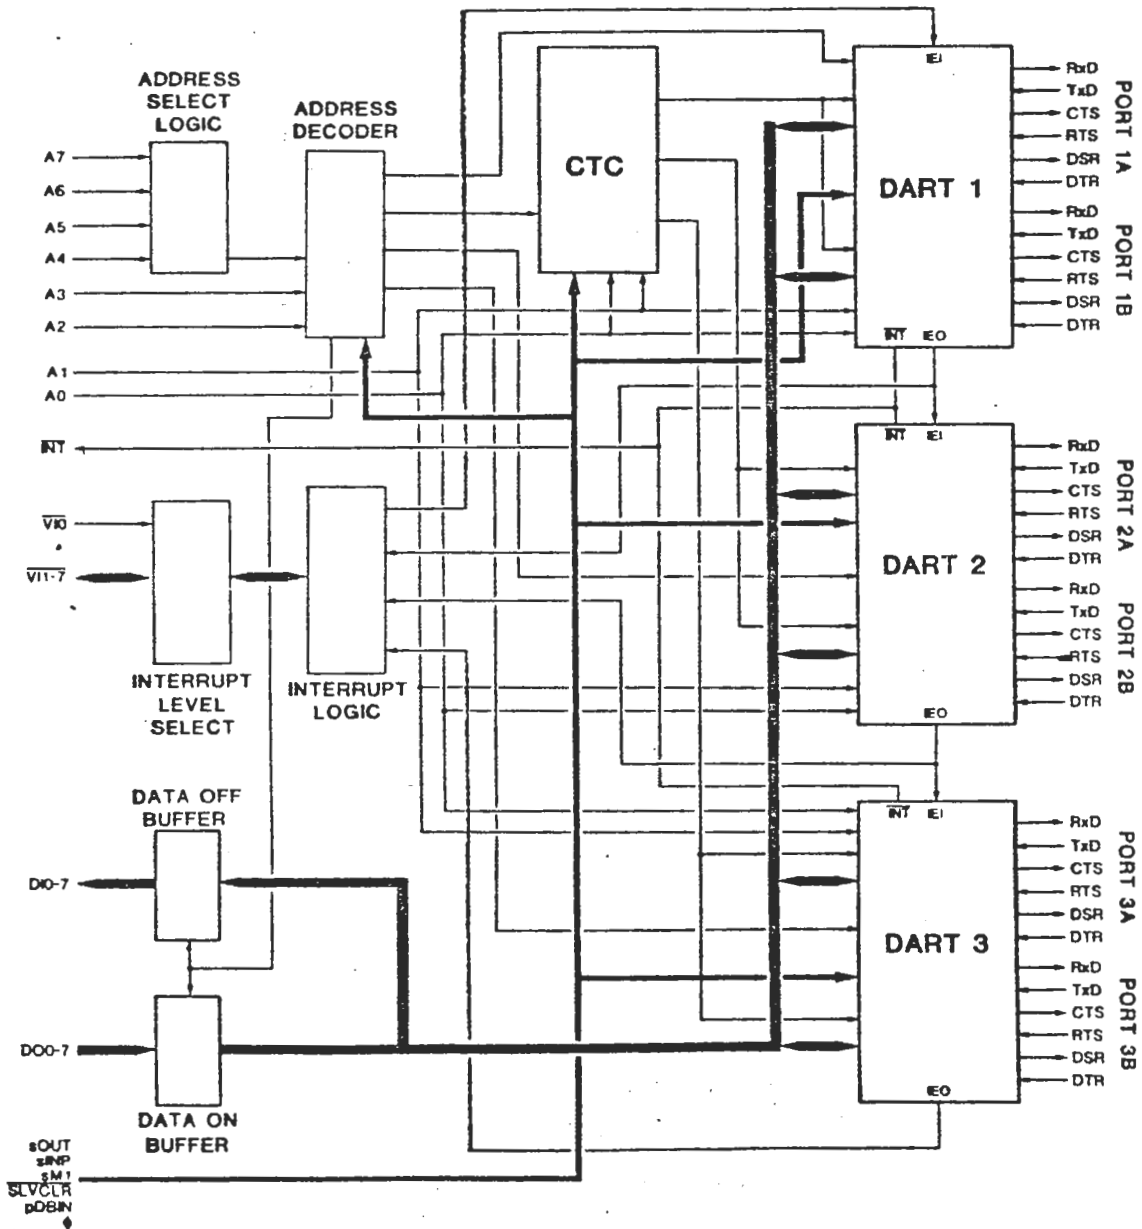 ADDRESS
SELECT
LOGIC
ADDRESS
DECODER
A7
A6
A5
A4
A3
A2
A1
A0
INT
VI0
VI1-7
INTERRUPT
LEVEL
SELECT
INTERRUPT
LOGIC
DATA OFF
BUFFER
DI0-7
DO0-7
DATA ON
BUFFER
sOUT
sINP
sM1
SLVCLR
pDBIN
ϕ
CTC
IEI
DART 1
INT IEO
RxD
TxD
CTS
RTS
DSR
DTR
PORT 1A
RxD
TxD
CTS
RTS
DSR
DTR
PORT 1B
INT IEI
DART 2
IEO
RxD
TxD
CTS
RTS
DSR
DTR
PORT 2A
RxD
TxD
CTS
RTS
DSR
DTR
PORT 2B
INT IEI
DART 3
IEO
RxD
TxD
CTS
RTS
DSR
DTR
PORT 3A
RxD
TxD
CTS
RTS
DSR
DTR
PORT 3B